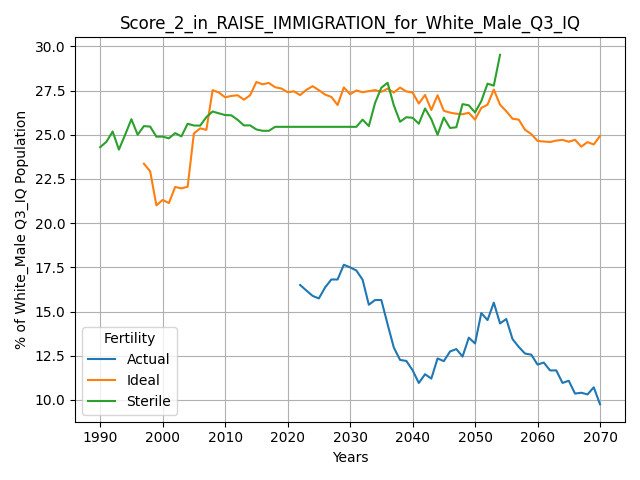 Score_2_in_RAISE_IMMIGRATION_for_White_Male_Q3_IQ
% of White_Male Q3_IQ Population
30.0
27.5
25.0
22.5
20.0
17.5
15.0
12.5
10.0
Fertility
Actual
Ideal
Sterile
1990 2000 2010 2020 2030 2040 2050 2060 2070
Years